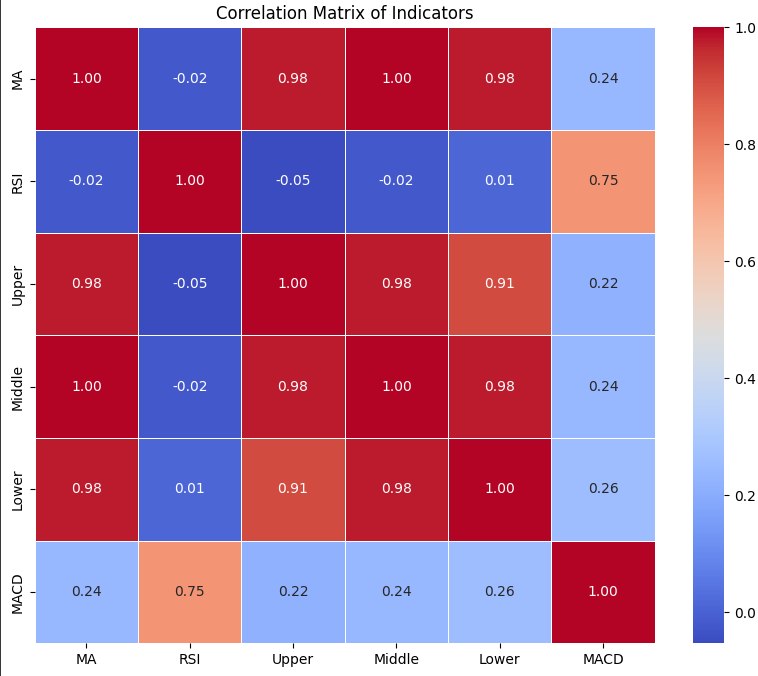 Correlation Matrix of Indicators
MA 1.00 -0.02 0.98 1.00 0.98 0.24
RSI -0.02 1.00 -0.05 -0.02 0.01 0.75
Upper 0.98 -0.05 1.00 0.98 0.91 0.22
Middle 1.00 -0.02 0.98 1.00 0.98 0.24
Lower 0.98 0.01 0.91 0.98 1.00 0.26
MACD 0.24 0.75 0.22 0.24 0.26 1.00
MA RSI Upper Middle Lower MACD
1.0
0.8
0.6
0.4
0.2
0.0